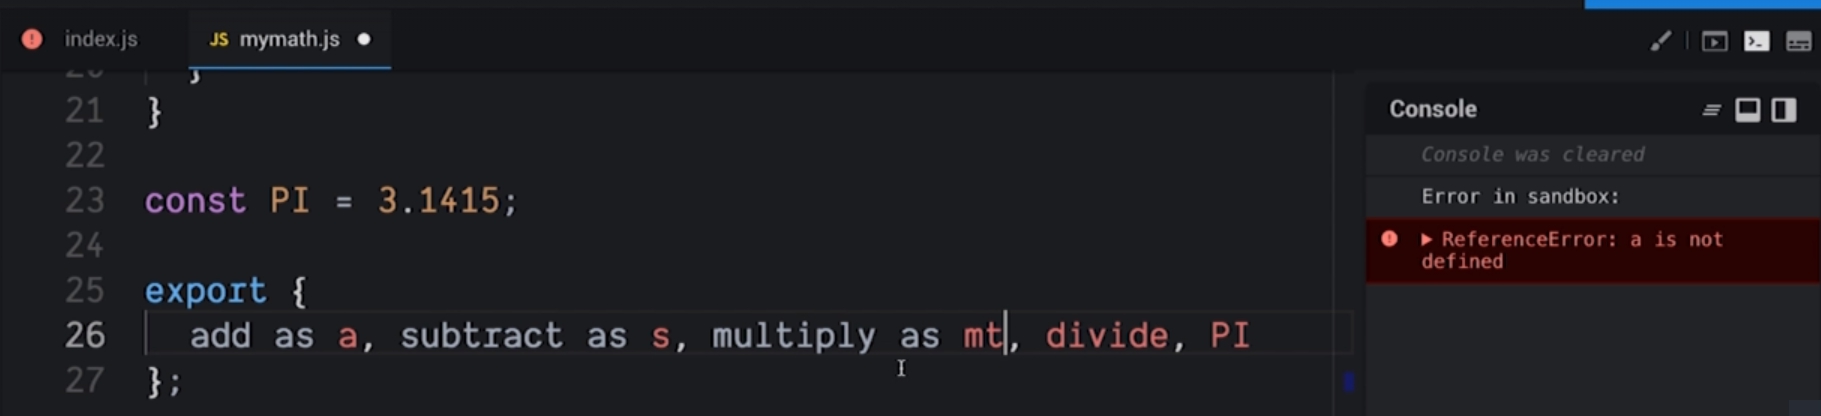 index.js
JS mymath.js
20 }
21 }
22
23 const PI = 3.1415;
24
25 export {
26 add as a, subtract as s, multiply as mt, divide, PI
27 };
Console
Console was cleared
Error in sandbox:
ReferenceError: a is not
defined